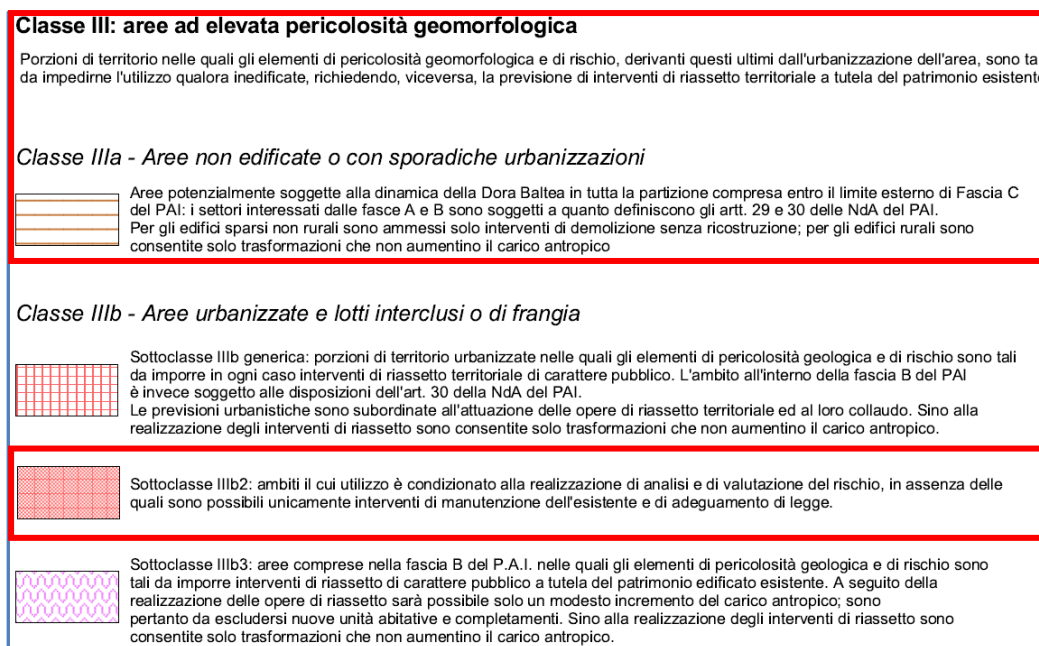 Classe III: aree ad elevata pericolosità geomorfologica
Porzioni di territorio nelle quali gli elementi di pericolosità geomorfologica e di rischio, derivanti questi ultimi dall'urbanizzazione dell'area, sono
da impedirne l'utilizzo qualora inedificate, richiedendo, viceversa, la previsione di interventi di riassetto territoriale a tutela del patrimonio
Classe IIIa - Aree non edificate o con sporadiche urbanizzazioni
Aree potenzialmente soggette alla dinamica della Dora Baltea in tutta la partizione compresa entro il limite esterno di Fascia C
del PAI: i settori interessati dalle fasce A e B sono soggetti a quanto definiscono gli artt. 29 e 30 delle NdA del PAI.
Per gli edifici sparsi non rurali sono ammessi solo interventi di demolizione senza ricostruzione; per gli edifici rurali sono
consentite solo trasformazioni che non aumentino il carico antropico
Classe IIIb - Aree urbanizzate e lotti interclusi o di frangia
Sottoclasse IIIb generica: porzioni di territorio urbanizzate nelle quali gli elementi di pericolosità geologica e di rischio sono tali
da imporre in ogni caso interventi di riassetto territoriale di carattere pubblico. L'ambito all'interno della fascia B del PAI
è invece soggetto alle disposizioni dell'art. 30 della NdA del PAI.
Le previsioni urbanistiche sono subordinate all'attuazione delle opere di riassetto territoriale ed al loro collaudo. Sino alla
realizzazione degli interventi di riassetto sono consentite solo trasformazioni che non aumentino il carico antropico.
Sottoclasse IIIb2: ambiti il cui utilizzo è condizionato alla realizzazione di analisi e di valutazione del rischio, in assenza delle
quali sono possibili unicamente interventi di manutenzione dell'esistente e di adeguamento di legge.
Sottoclasse IIIb3: aree comprese nella fascia B del P.A.I. nelle quali gli elementi di pericolosità geologica e di rischio sono
tali da imporre interventi di riassetto di carattere pubblico a tutela del patrimonio edificato esistente. A seguito della
realizzazione delle opere di riassetto sarà possibile solo un modesto incremento del carico antropico; sono
pertanto da escludersi nuove unità abitative e completamenti. Sino alla realizzazione degli interventi di riassetto sono
consentite solo trasformazioni che non aumentino il carico antropico.